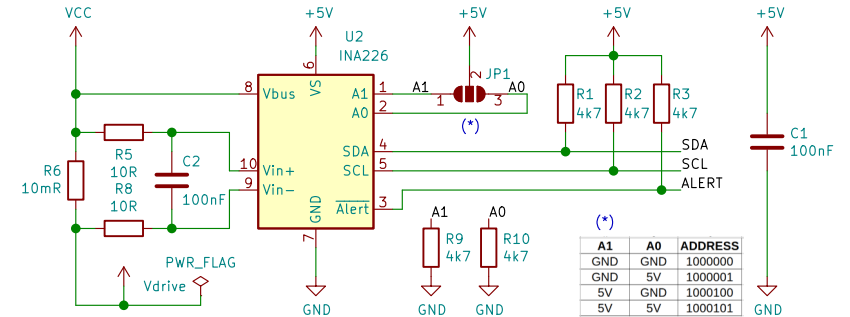 VCC
+5V
+5V
+5V
+5V
U2
INA226
6
VS
8
Vbus
A1
1
A0
2
SDA
4
SCL
5
Alert
3
10
Vin+
9
Vin-
GND
7
GND
A1
1
2
3
JP1
A0
(*)
R1
4k7
R2
4k7
R3
4k7
SDA
SCL
ALERT
C1
100nF
GND
R5
10R
R8
10R
R6
10mR
C2
100nF
PWR_FLAG
Vdrive
A1
R9
4k7
GND
A0
R10
4k7
GND
(*)
A1 A0 ADDRESS
GND GND 1000000
GND 5V 1000001
5V GND 1000100
5V 5V 1000101